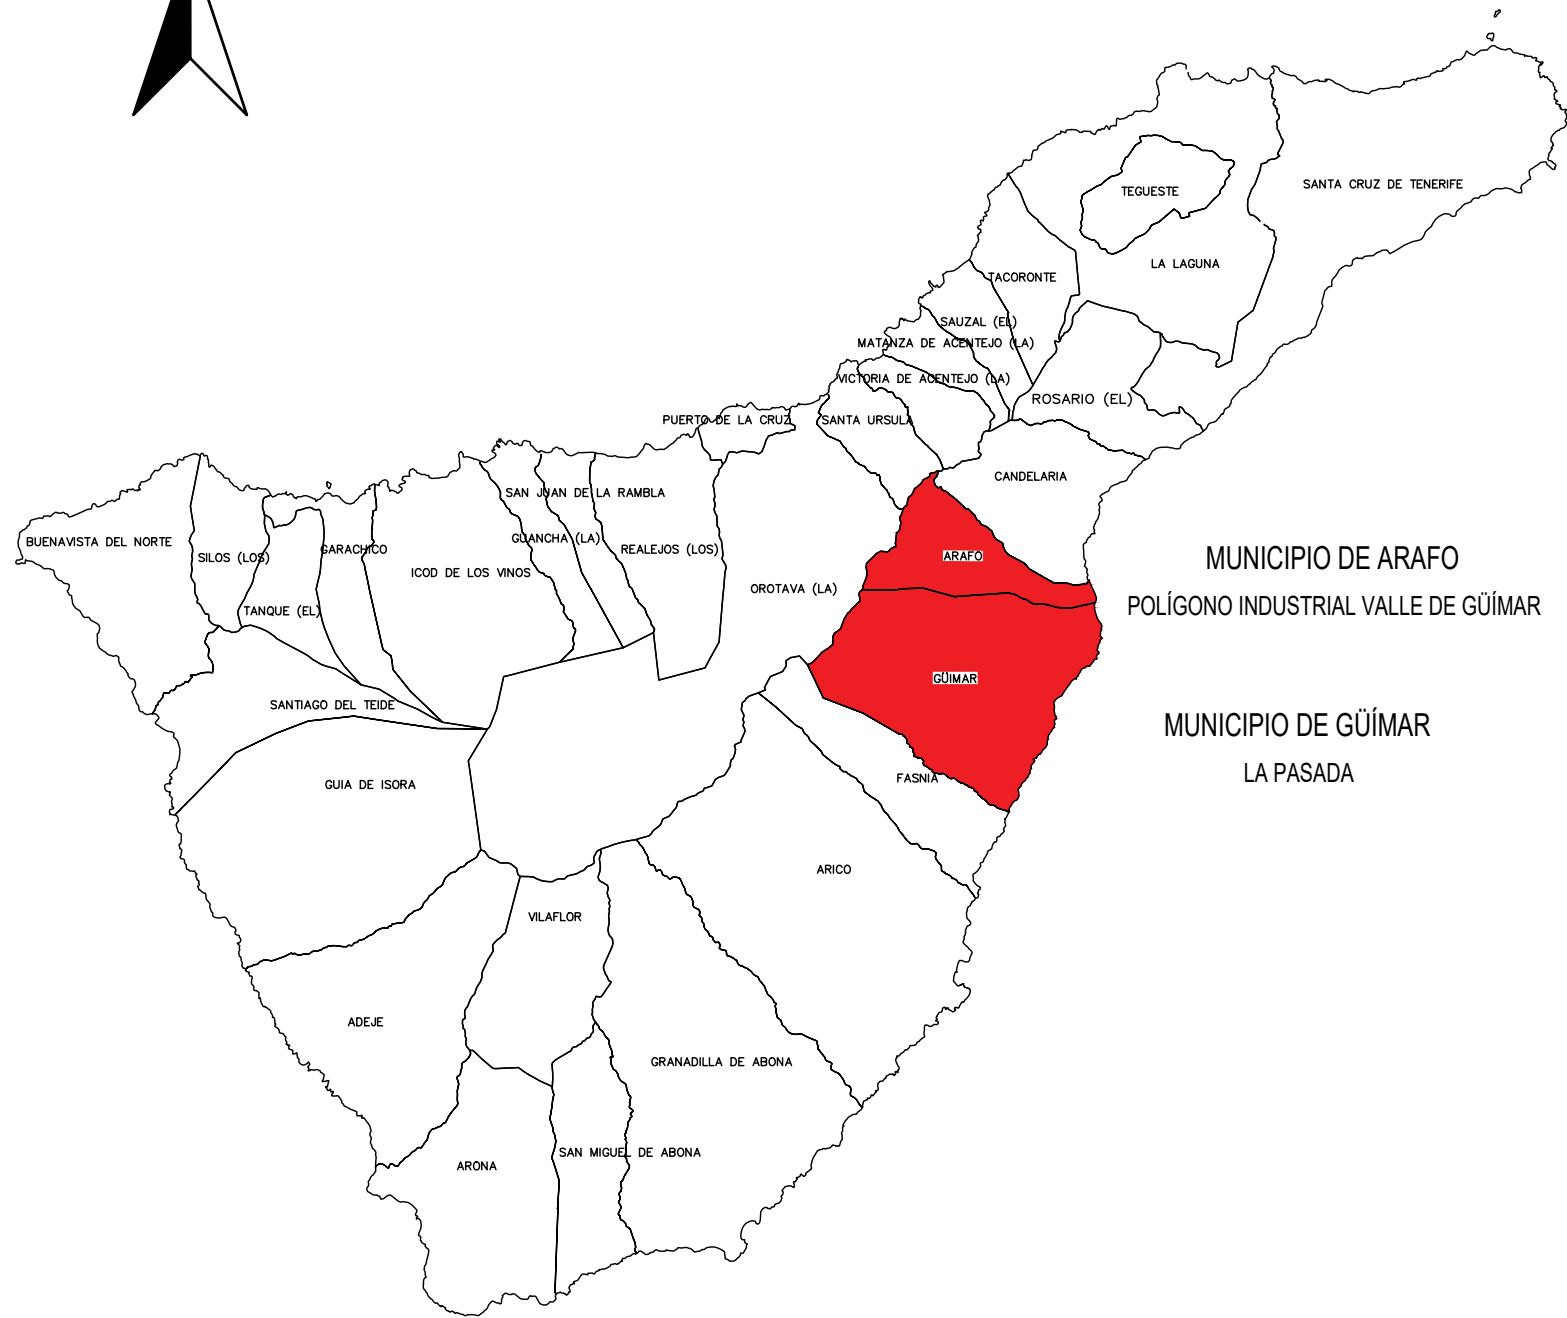 SANTA CRUZ DE TENERIFE
TEGUESTE
LA LAGUNA
TACORONTE
SAUZAL (EL)
MATANZA DE ACENTEJO (LA)
VICTORIA DE ACENTEJO (LA)
ROSARIO (EL)
PUERTO DE LA CRUZ
SANTA URSULA
CANDELARIA
SAN JUAN DE LA RAMBLA
BUENAVISTA DEL NORTE
SILOS (LOS)
GARACHICO
GUANCHA (LA)
REALEJOS (LOS)
ICOD DE LOS VINOS
OROTAVA (LA)
ARAFO
MUNICIPIO DE ARAFO
POLÍGONO INDUSTRIAL VALLE DE GÜÍMAR
TANQUE (EL)
GÜIMAR
SANTIAGO DEL TEIDE
MUNICIPIO DE GÜÍMAR
LA PASADA
GUIA DE ISORA
FASNIA
ARICO
VILAFLOR
ADEJE
GRANADILLA DE ABONA
SAN MIGUEL DE ABONA
ARONA